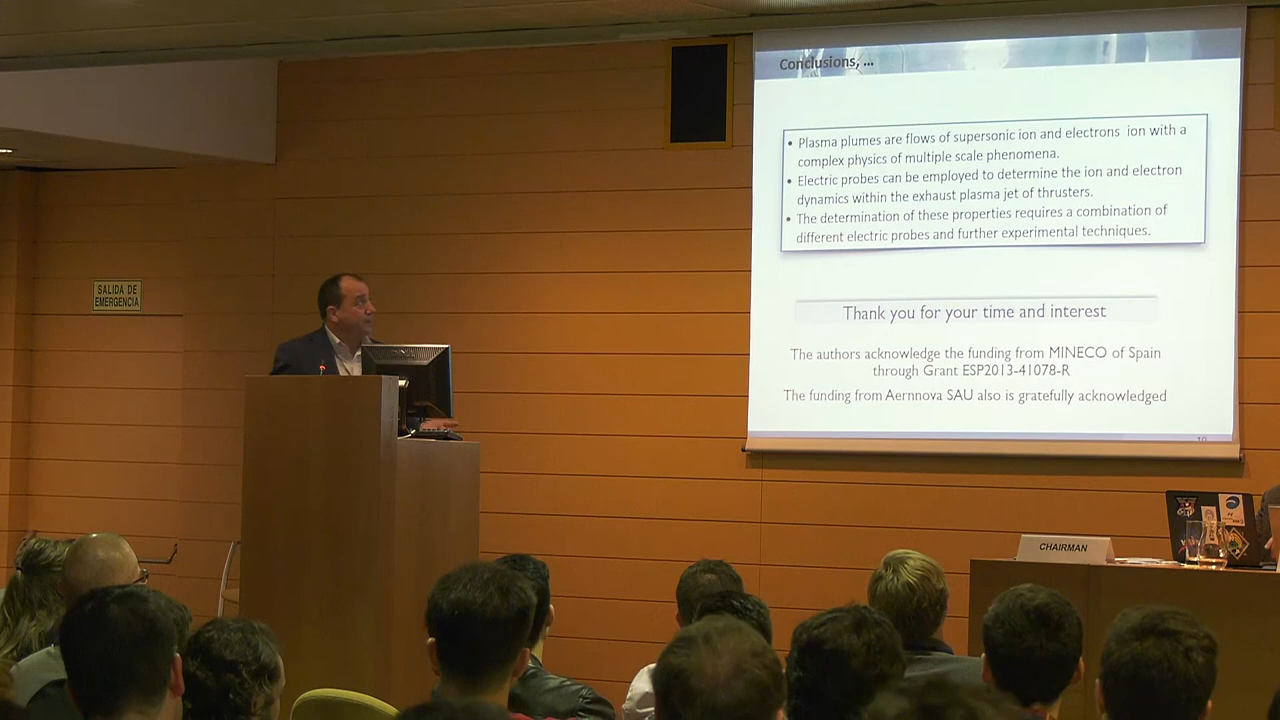 Conclusions, ...
• Plasma plumes are flows of supersonic ion and electrons ion with a
complex physics of multiple scale phenomena.
• Electric probes can be employed to determine the ion and electron
dynamics within the exhaust plasma jet of thrusters.
• The determination of these properties requires a combination of
different electric probes and further experimental techniques.
Thank you for your time and interest
The authors acknowledge the funding from MINECO of Spain
through Grant ESP2013-41078-R
The funding from Aernnova SAU also is gratefully acknowledged
SALIDA DE
EMERGENCIA
CHAIRMAN